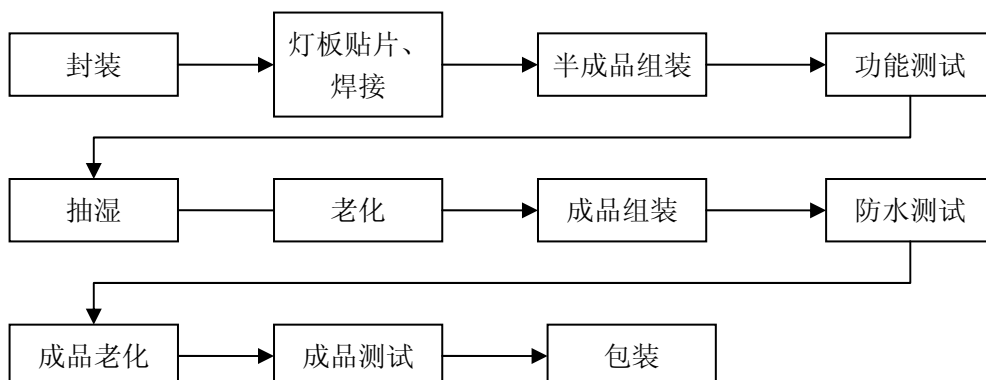 封装
灯板贴片、
焊接
半成品组装
功能测试
抽湿
老化
成品组装
防水测试
成品老化
成品测试
包装